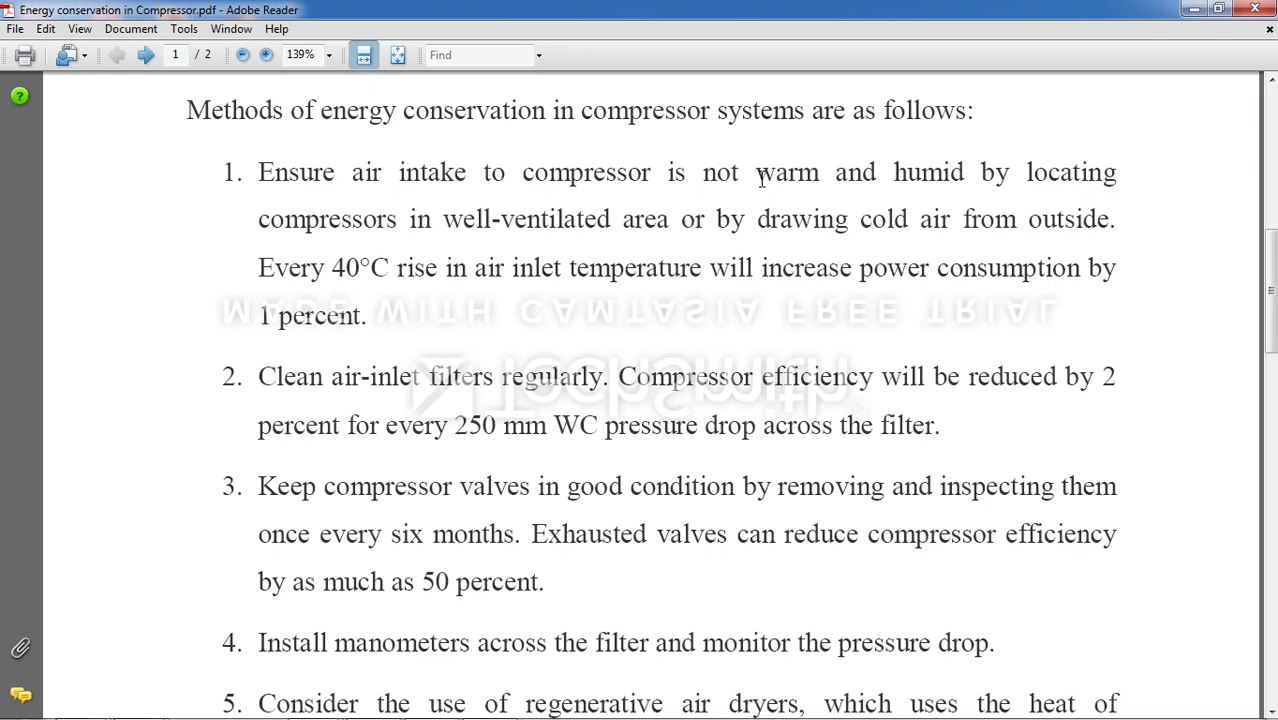 Energy conservation in Compressor.pdf - Adobe Reader
File Edit View Document Tools Window Help
1 / 2 139% Find
Methods of energy conservation in compressor systems are as follows:
1. Ensure air intake to compressor is not warm and humid by locating
compressors in well-ventilated area or by drawing cold air from outside.
Every 40°C rise in air inlet temperature will increase power consumption by
MADE WITH CAMTASIA FREE TRIAL
1 percent.
2. Clean air-inlet filters regularly. Compressor efficiency will be reduced by 2
TechSmith
percent for every 250 mm WC pressure drop across the filter.
3. Keep compressor valves in good condition by removing and inspecting them
once every six months. Exhausted valves can reduce compressor efficiency
by as much as 50 percent.
4. Install manometers across the filter and monitor the pressure drop.
5. Consider the use of regenerative air dryers, which uses the heat of